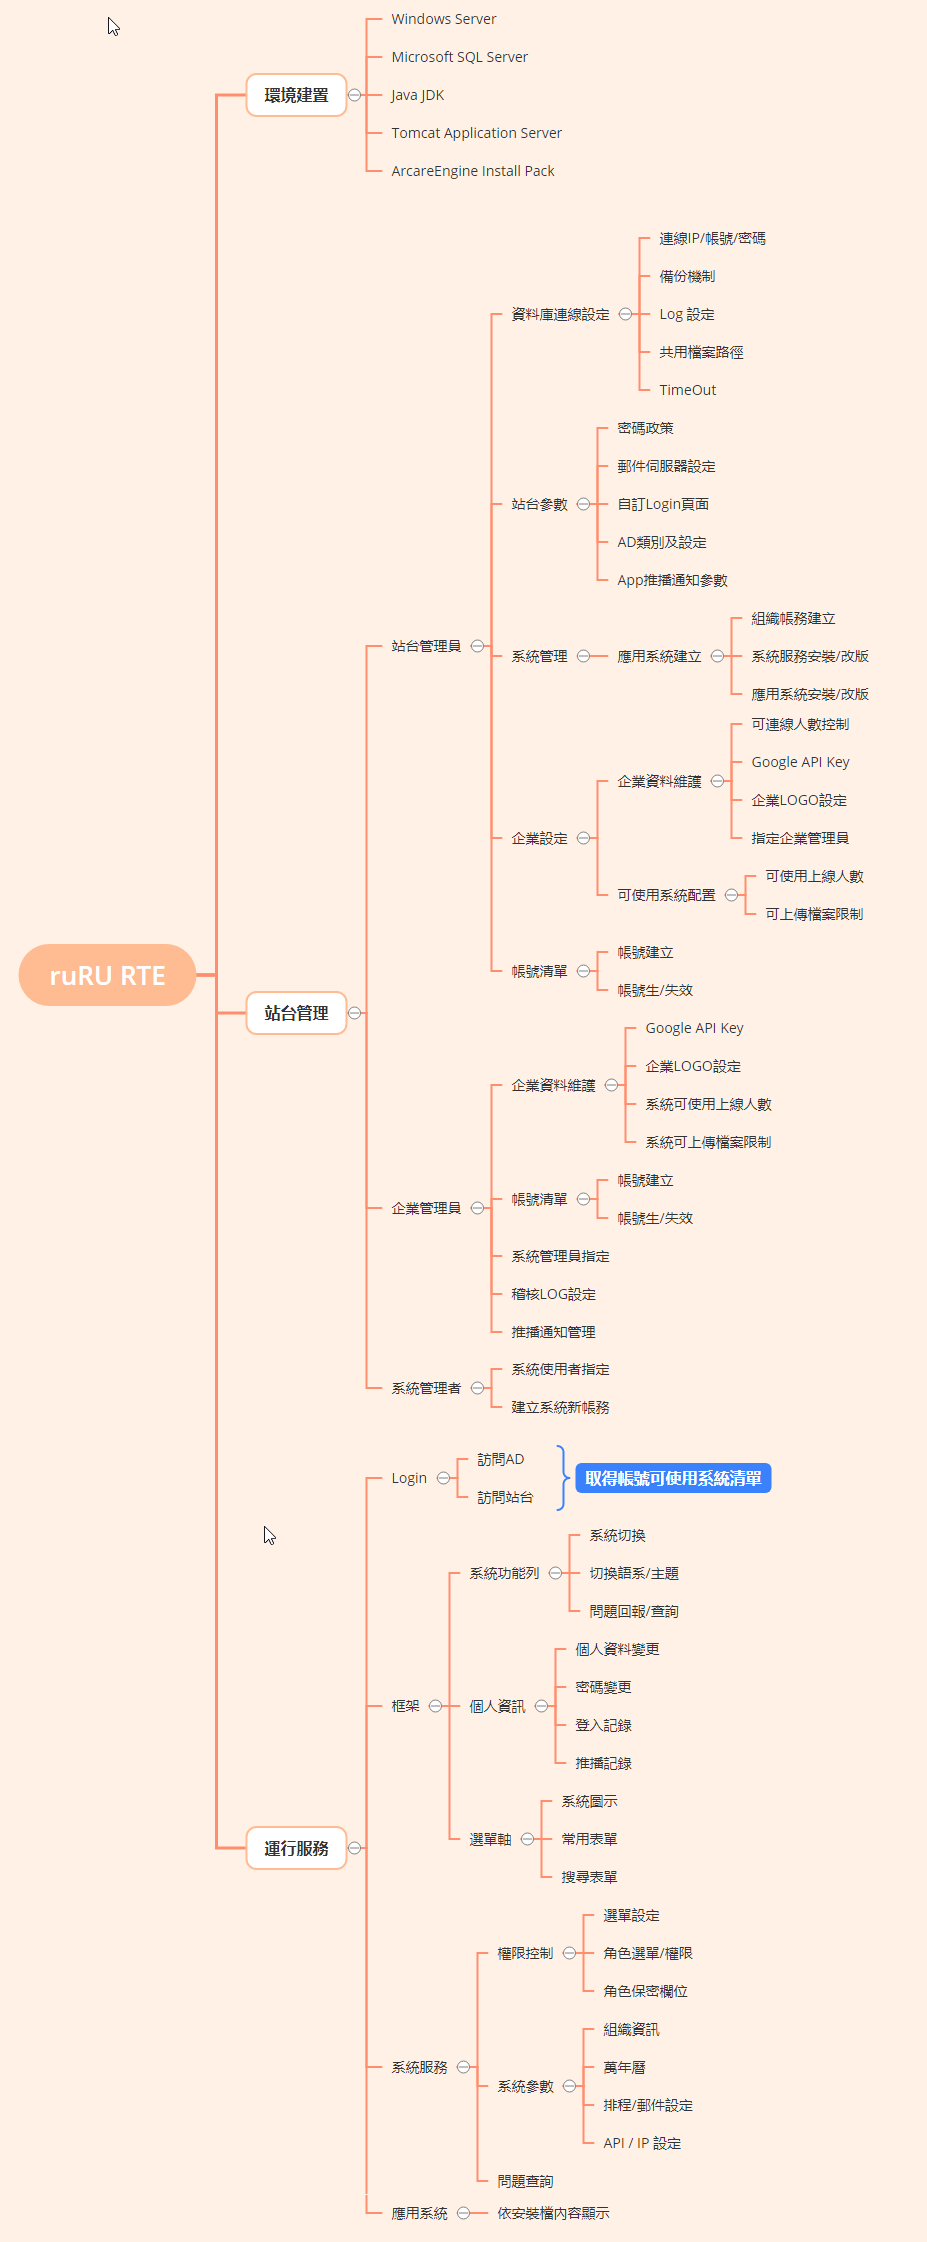 ruRU RTE
環境建置
Windows Server
Microsoft SQL Server
Java JDK
Tomcat Application Server
ArcareEngine Install Pack
站台管理
站台管理員
資料庫連線設定
連線IP/帳號/密碼
備份機制
Log 設定
共用檔案路徑
TimeOut
站台參數
密碼政策
郵件伺服器設定
自訂Login頁面
AD類別及設定
App推播通知參數
系統管理
應用系統建立
組織帳務建立
系統服務安裝/改版
應用系統安裝/改版
企業設定
企業資料維護
可連線人數控制
Google API Key
企業LOGO設定
指定企業管理員
可使用系統配置
可使用上線人數
可上傳檔案限制
帳號清單
帳號建立
帳號生/失效
企業管理員
企業資料維護
Google API Key
企業LOGO設定
系統可使用上線人數
系統可上傳檔案限制
帳號清單
帳號建立
帳號生/失效
系統管理員指定
稽核LOG設定
推播通知管理
系統管理者
系統使用者指定
建立系統新帳務
運行服務
Login
訪問AD
訪問站台
取得帳號可使用系統清單
框架
系統功能列
系統切換
切換語系/主題
問題回報/查詢
個人資訊
個人資料變更
密碼變更
登入記錄
推播記錄
選單軸
系統圖示
常用表單
搜尋表單
系統服務
權限控制
選單設定
角色選單/權限
角色保密欄位
系統參數
組織資訊
萬年曆
排程/郵件設定
API / IP 設定
問題查詢
應用系統
依安裝檔內容顯示